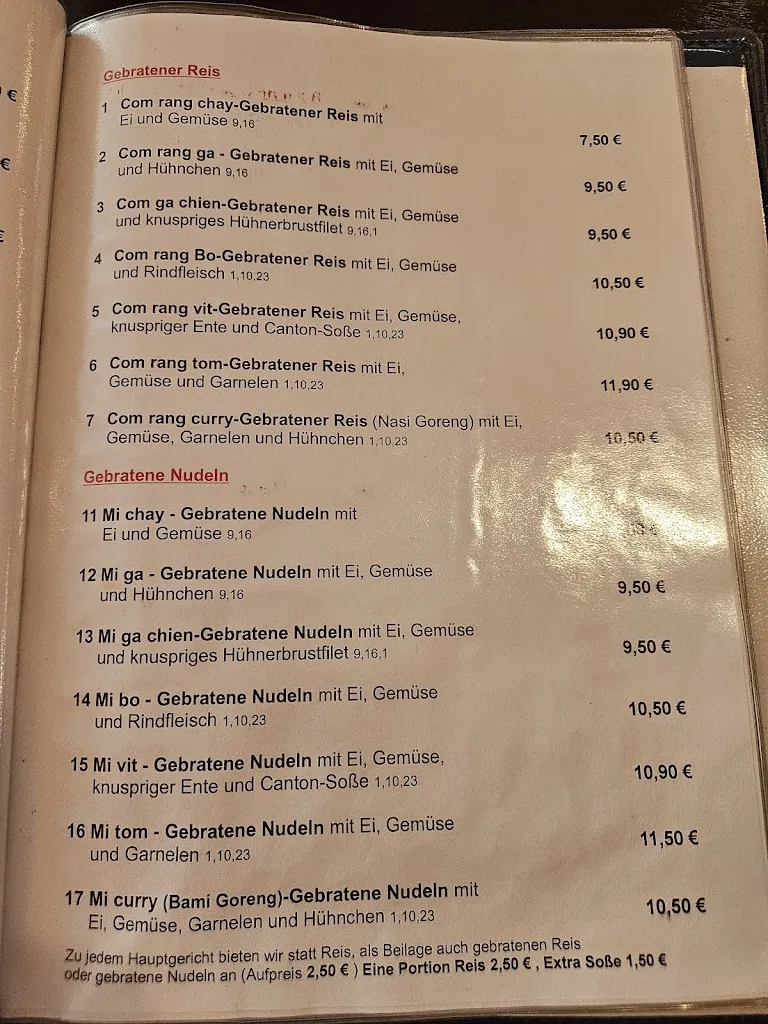 Gebratener Reis
1 Com rang chay-Gebratener Reis mit
Ei und Gemüse 9,16
7,50 €
2 Com rang ga - Gebratener Reis mit Ei, Gemüse
und Hühnchen 9,16
9,50 €
3 Com ga chien-Gebratener Reis mit Ei, Gemüse
und knuspriges Hühnerbrustfilet 9,16,1
9,50 €
4 Com rang Bo-Gebratener Reis mit Ei, Gemüse
und Rindfleisch 1,10,23
10,50 €
5 Com rang vit-Gebratener Reis mit Ei, Gemüse,
knuspriger Ente und Canton-Soße 1,10,23
10,90 €
6 Com rang tom-Gebratener Reis mit Ei,
Gemüse und Garnelen 1,10,23
11,90 €
7 Com rang curry-Gebratener Reis (Nasi Goreng) mit Ei,
Gemüse, Garnelen und Hühnchen 1,10,23
10,50 €
Gebratene Nudeln
11 Mi chay - Gebratene Nudeln mit
Ei und Gemüse 9,16
€
12 Mi ga - Gebratene Nudeln mit Ei, Gemüse
und Hühnchen 9,16
9,50 €
13 Mi ga chien-Gebratene Nudeln mit Ei, Gemüse
und knuspriges Hühnerbrustfilet 9,16,1
9,50 €
14 Mi bo - Gebratene Nudeln mit Ei, Gemüse
und Rindfleisch 1,10,23
10,50 €
15 Mi vit - Gebratene Nudeln mit Ei, Gemüse,
knuspriger Ente und Canton-Soße 1,10,23
10,90 €
16 Mi tom - Gebratene Nudeln mit Ei, Gemüse
und Garnelen 1,10,23
11,50 €
17 Mi curry (Bami Goreng)-Gebratene Nudeln mit
Ei, Gemüse, Garnelen und Hühnchen 1,10,23
10,50 €
Zu jedem Hauptgericht bieten wir statt Reis, als Beilage auch gebratenen Reis
oder gebratene Nudeln an (Aufpreis 2,50 € ) Eine Portion Reis 2,50 € , Extra Soße 1,50 €